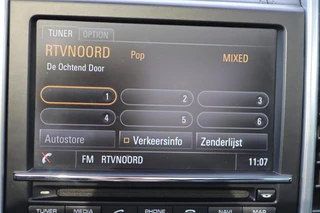 TUNER OPTION
RTVNOORD Pop MIXED
De Ochtend Door
1 2 3
4 5 6
Autostore Verkeersinfo Zenderlijst
FM RTVNOORD 11:07
TUNER MEDIA PHONE NAV MAP